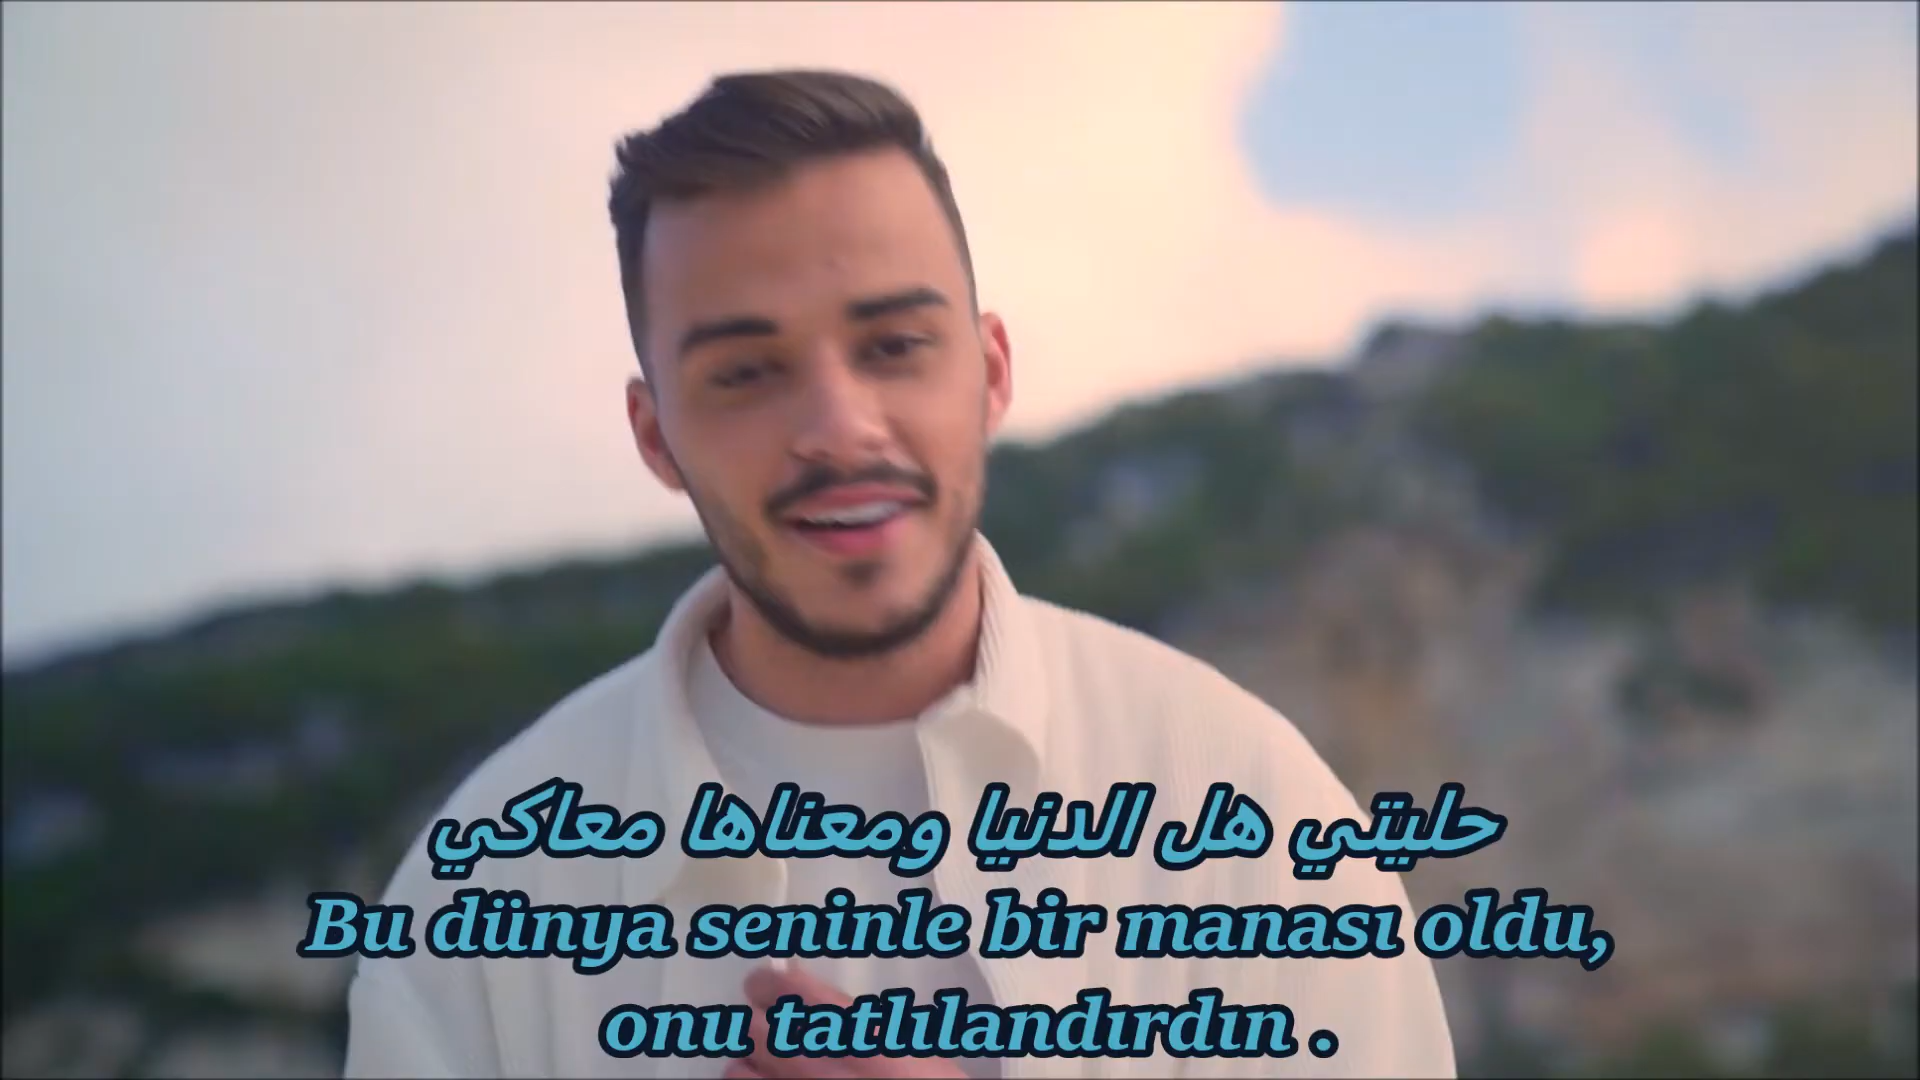 حليتي هل الدنيا ومعناها معاكي
Bu dünya seninle bir manası oldu,
onu tatlılandırdın .